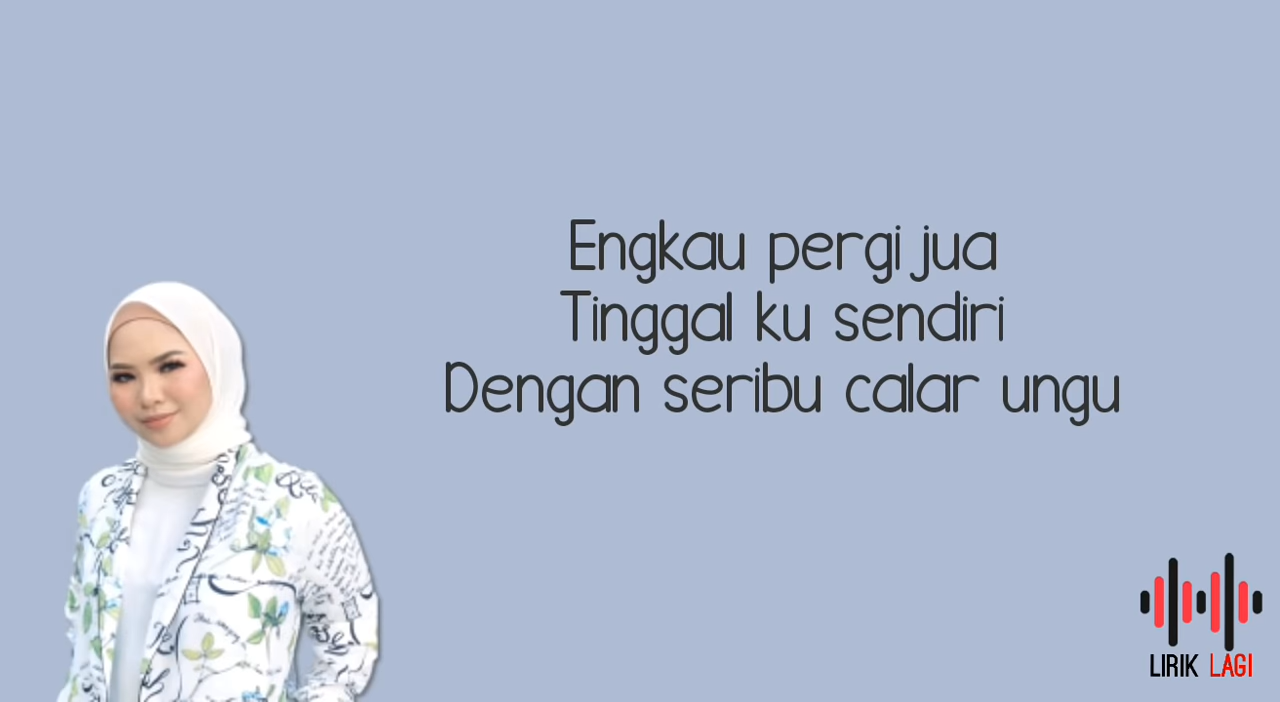 Engkau pergi jua
Tinggal ku sendiri
Dengan seribu calar ungu
LIRIK LAGI